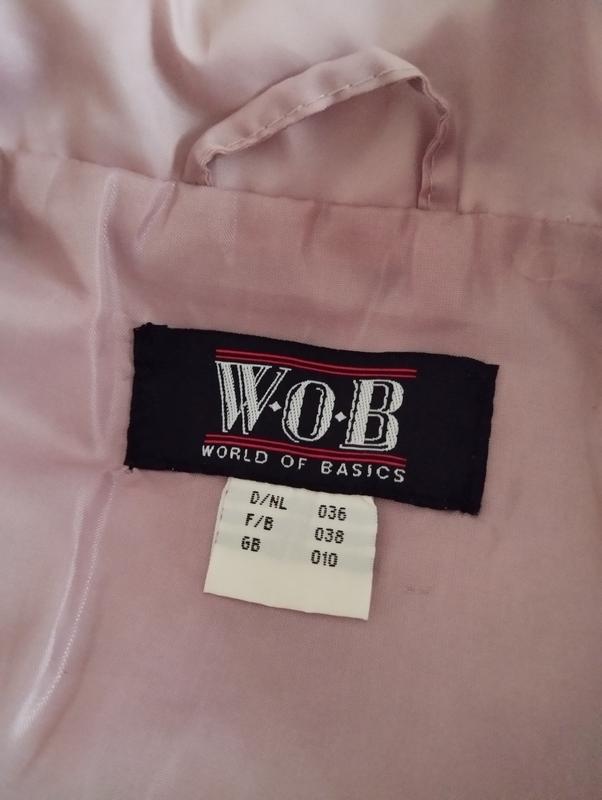 W·O·B
WORLD OF BASICS
D/NL 036
F/B 038
GB 010